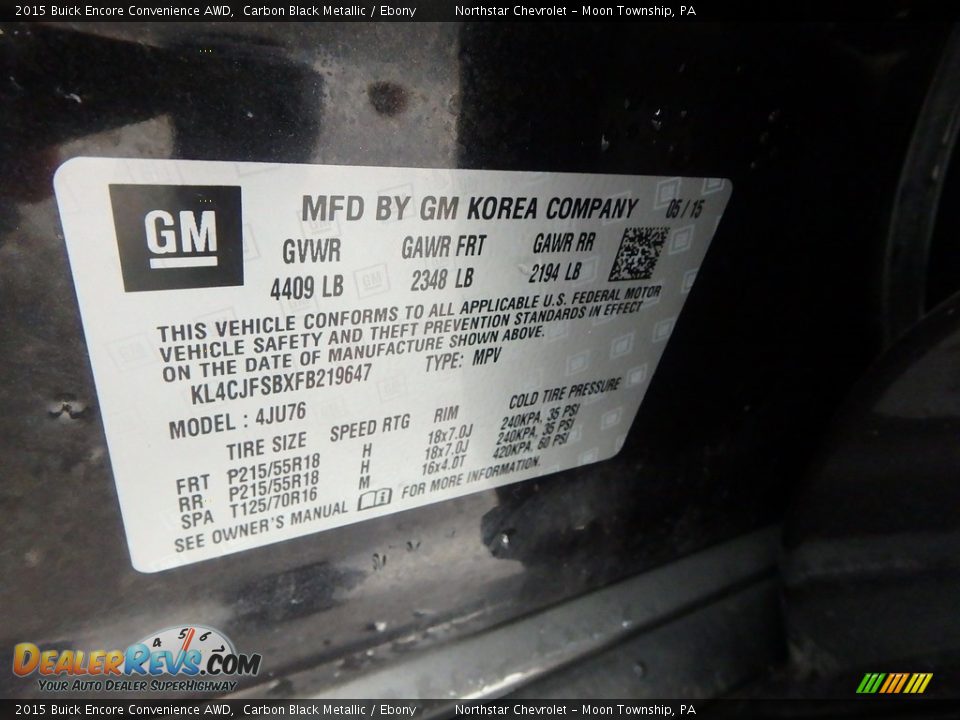 2015 Buick Encore Convenience AWD, Carbon Black Metallic / Ebony Northstar Chevrolet - Moon Township, PA
GM MFD BY GM KOREA COMPANY 05/15
GVWR GAWR FRT GAWR RR
4409 LB 2348 LB 2194 LB
THIS VEHICLE CONFORMS TO ALL APPLICABLE U.S. FEDERAL MOTOR
VEHICLE SAFETY AND THEFT PREVENTION STANDARDS IN EFFECT
ON THE DATE OF MANUFACTURE SHOWN ABOVE.
KL4CJFSBXFB219647 TYPE: MPV
MODEL : 4JU76
TIRE SIZE SPEED RTG RIM COLD TIRE PRESSURE
FRT P215/55R18 H 18x7.0J 240KPA, 35 PSI
RR P215/55R18 H 18x7.0J 240KPA, 35 PSI
SPA T125/70R16 M 16x4.0T 420KPA, 60 PSI
SEE OWNER'S MANUAL FOR MORE INFORMATION.
4 5 6
DEALERREVS.COM
YOUR AUTO DEALER SUPERHIGHWAY
2015 Buick Encore Convenience AWD, Carbon Black Metallic / Ebony Northstar Chevrolet - Moon Township, PA